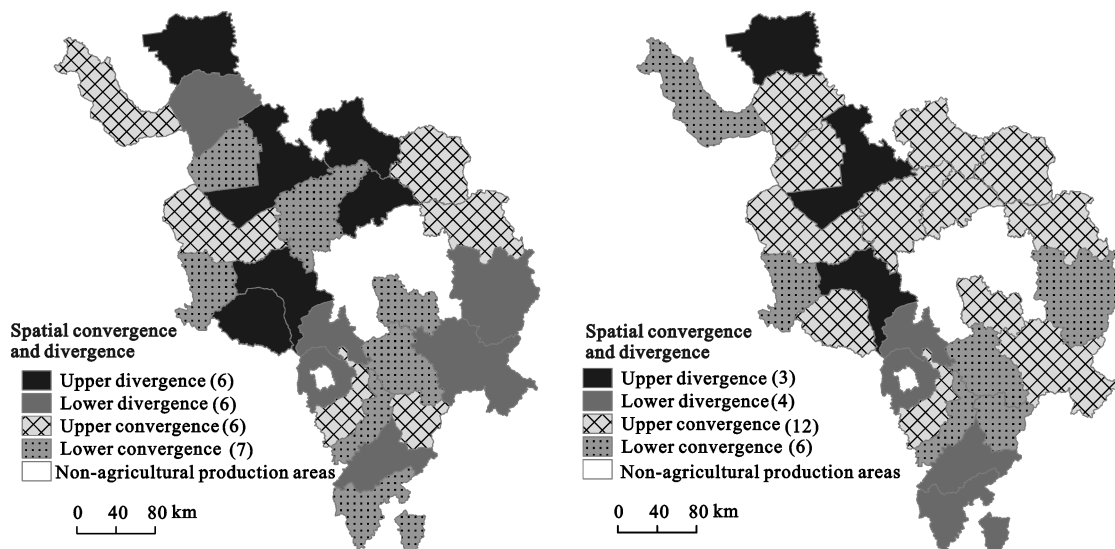 Spatial convergence
and divergence
Upper divergence (6)
Lower divergence (6)
Upper convergence (6)
Lower convergence (7)
Non-agricultural production areas
0 40 80 km
Spatial convergence
and divergence
Upper divergence (3)
Lower divergence (4)
Upper convergence (12)
Lower convergence (6)
Non-agricultural production areas
0 40 80 km